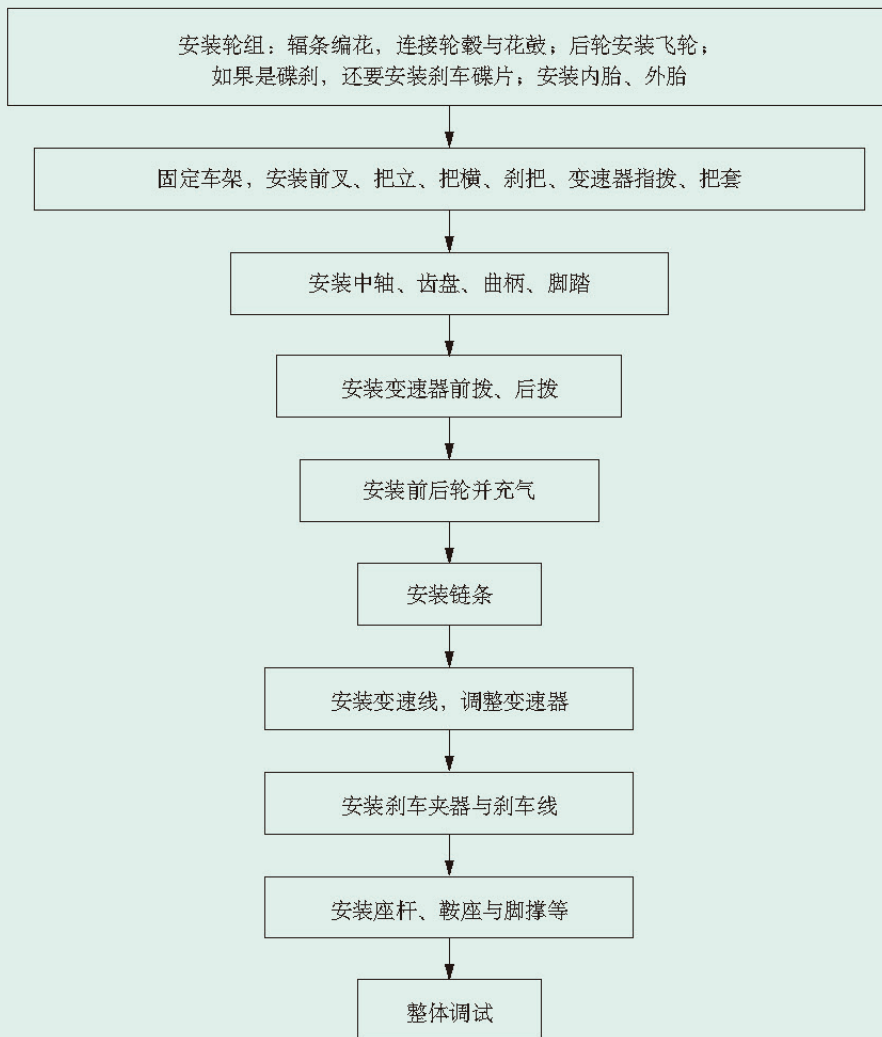 安装轮组：辐条编花，连接轮毂与花鼓；后轮安装飞轮；
如果是碟刹，还要安装刹车碟片；安装内胎、外胎
固定车架，安装前叉、把立、把横、刹把、变速器指拨、把套
安装中轴、齿盘、曲柄、脚踏
安装变速器前拨、后拨
安装前后轮并充气
安装链条
安装变速线，调整变速器
安装刹车夹器与刹车线
安装座杆、鞍座与脚撑等
整体调试